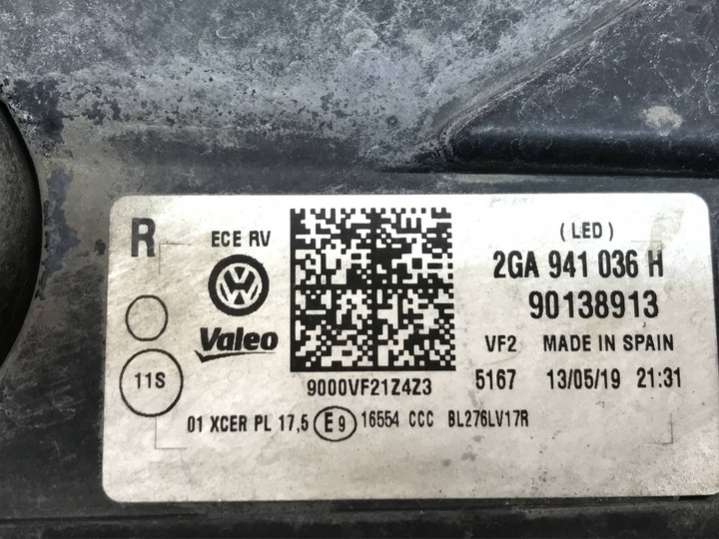 R
ECE RV
(LED)
2GA 941 036 H
90138913
Valeo
VF2 MADE IN SPAIN
11S
9000VF21Z4Z3
5167 13/05/19 21:31
01 XCER PL 17,5 E9 16554 CCC BL276LV17R